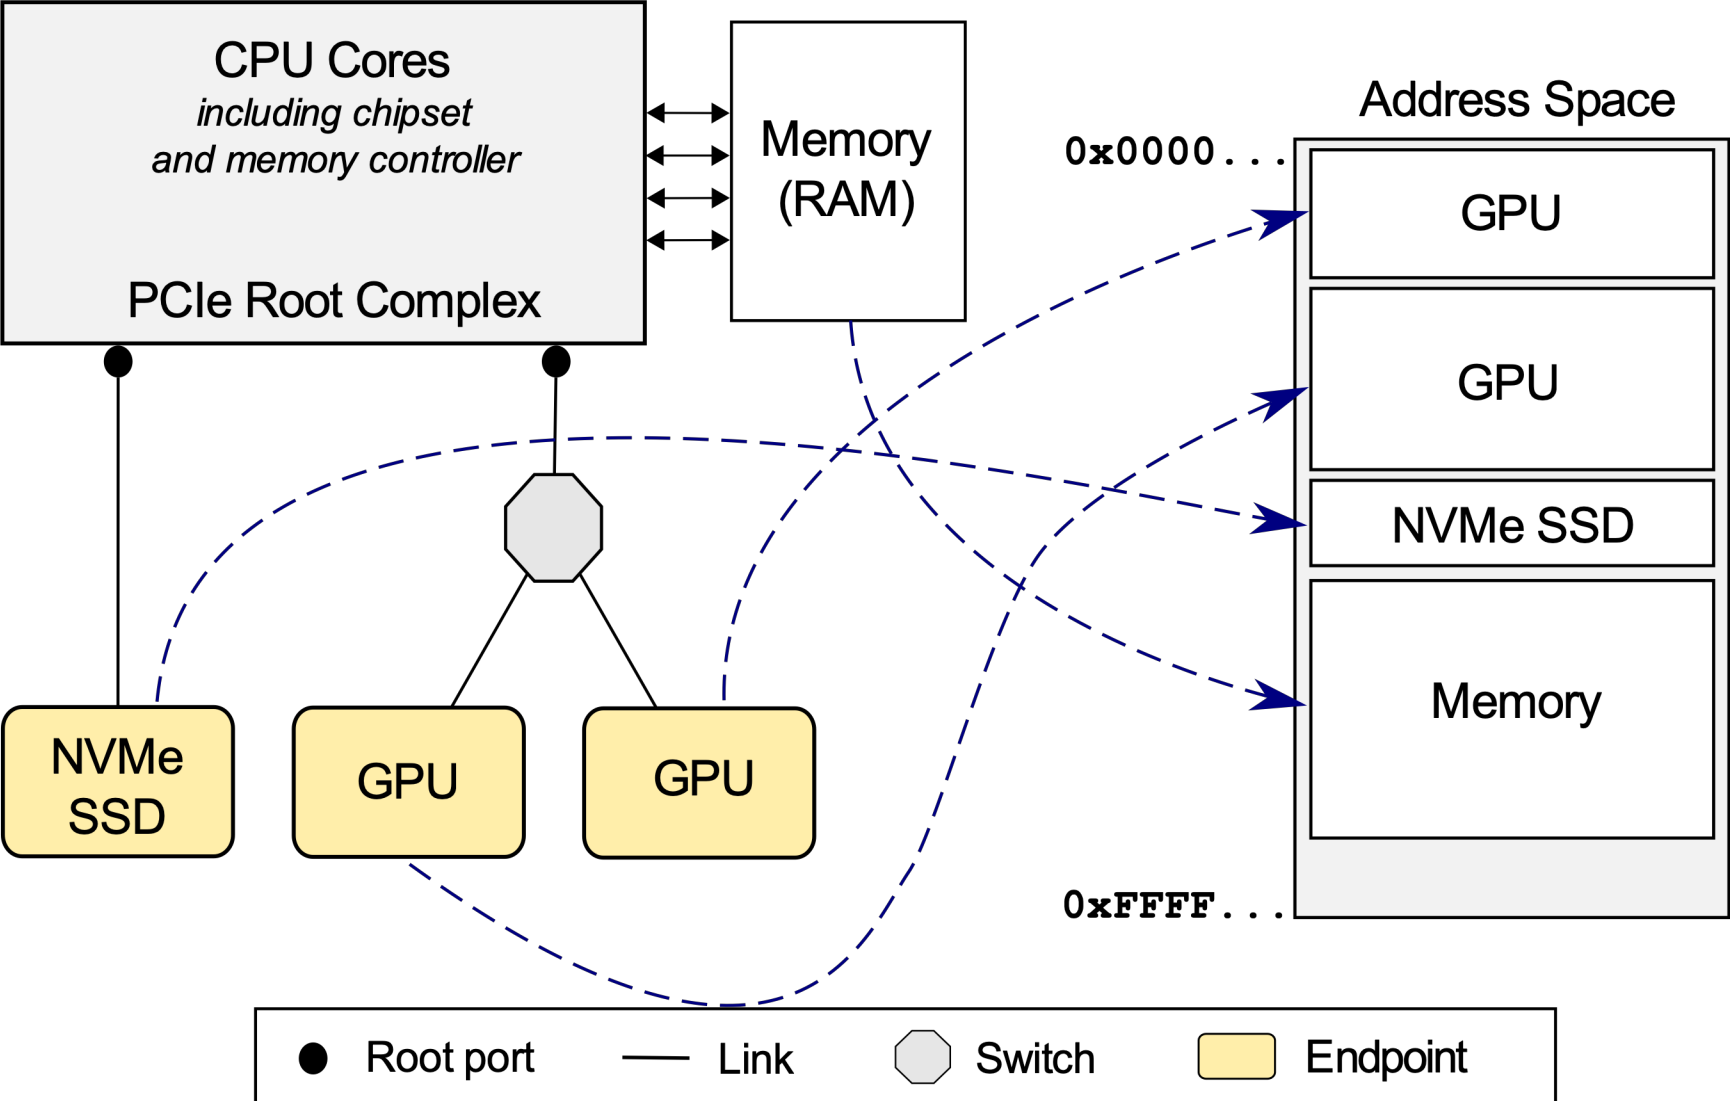 CPU Cores
including chipset
and memory controller
PCIe Root Complex
Memory
(RAM)
Address Space
0x0000...
GPU
GPU
NVMe SSD
Memory
0xFFFF...
NVMe
SSD
GPU
GPU
Root port
Link
Switch
Endpoint